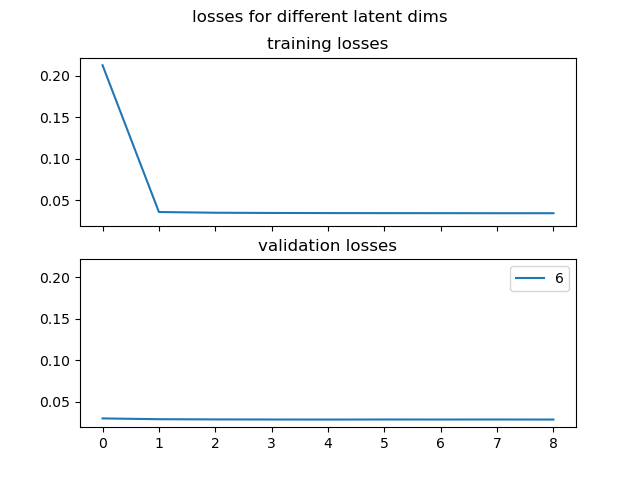 losses for different latent dims
training losses
0.20
0.15
0.10
0.05
validation losses
0.20
6
0.15
0.10
0.05
0 1 2 3 4 5 6 7 8